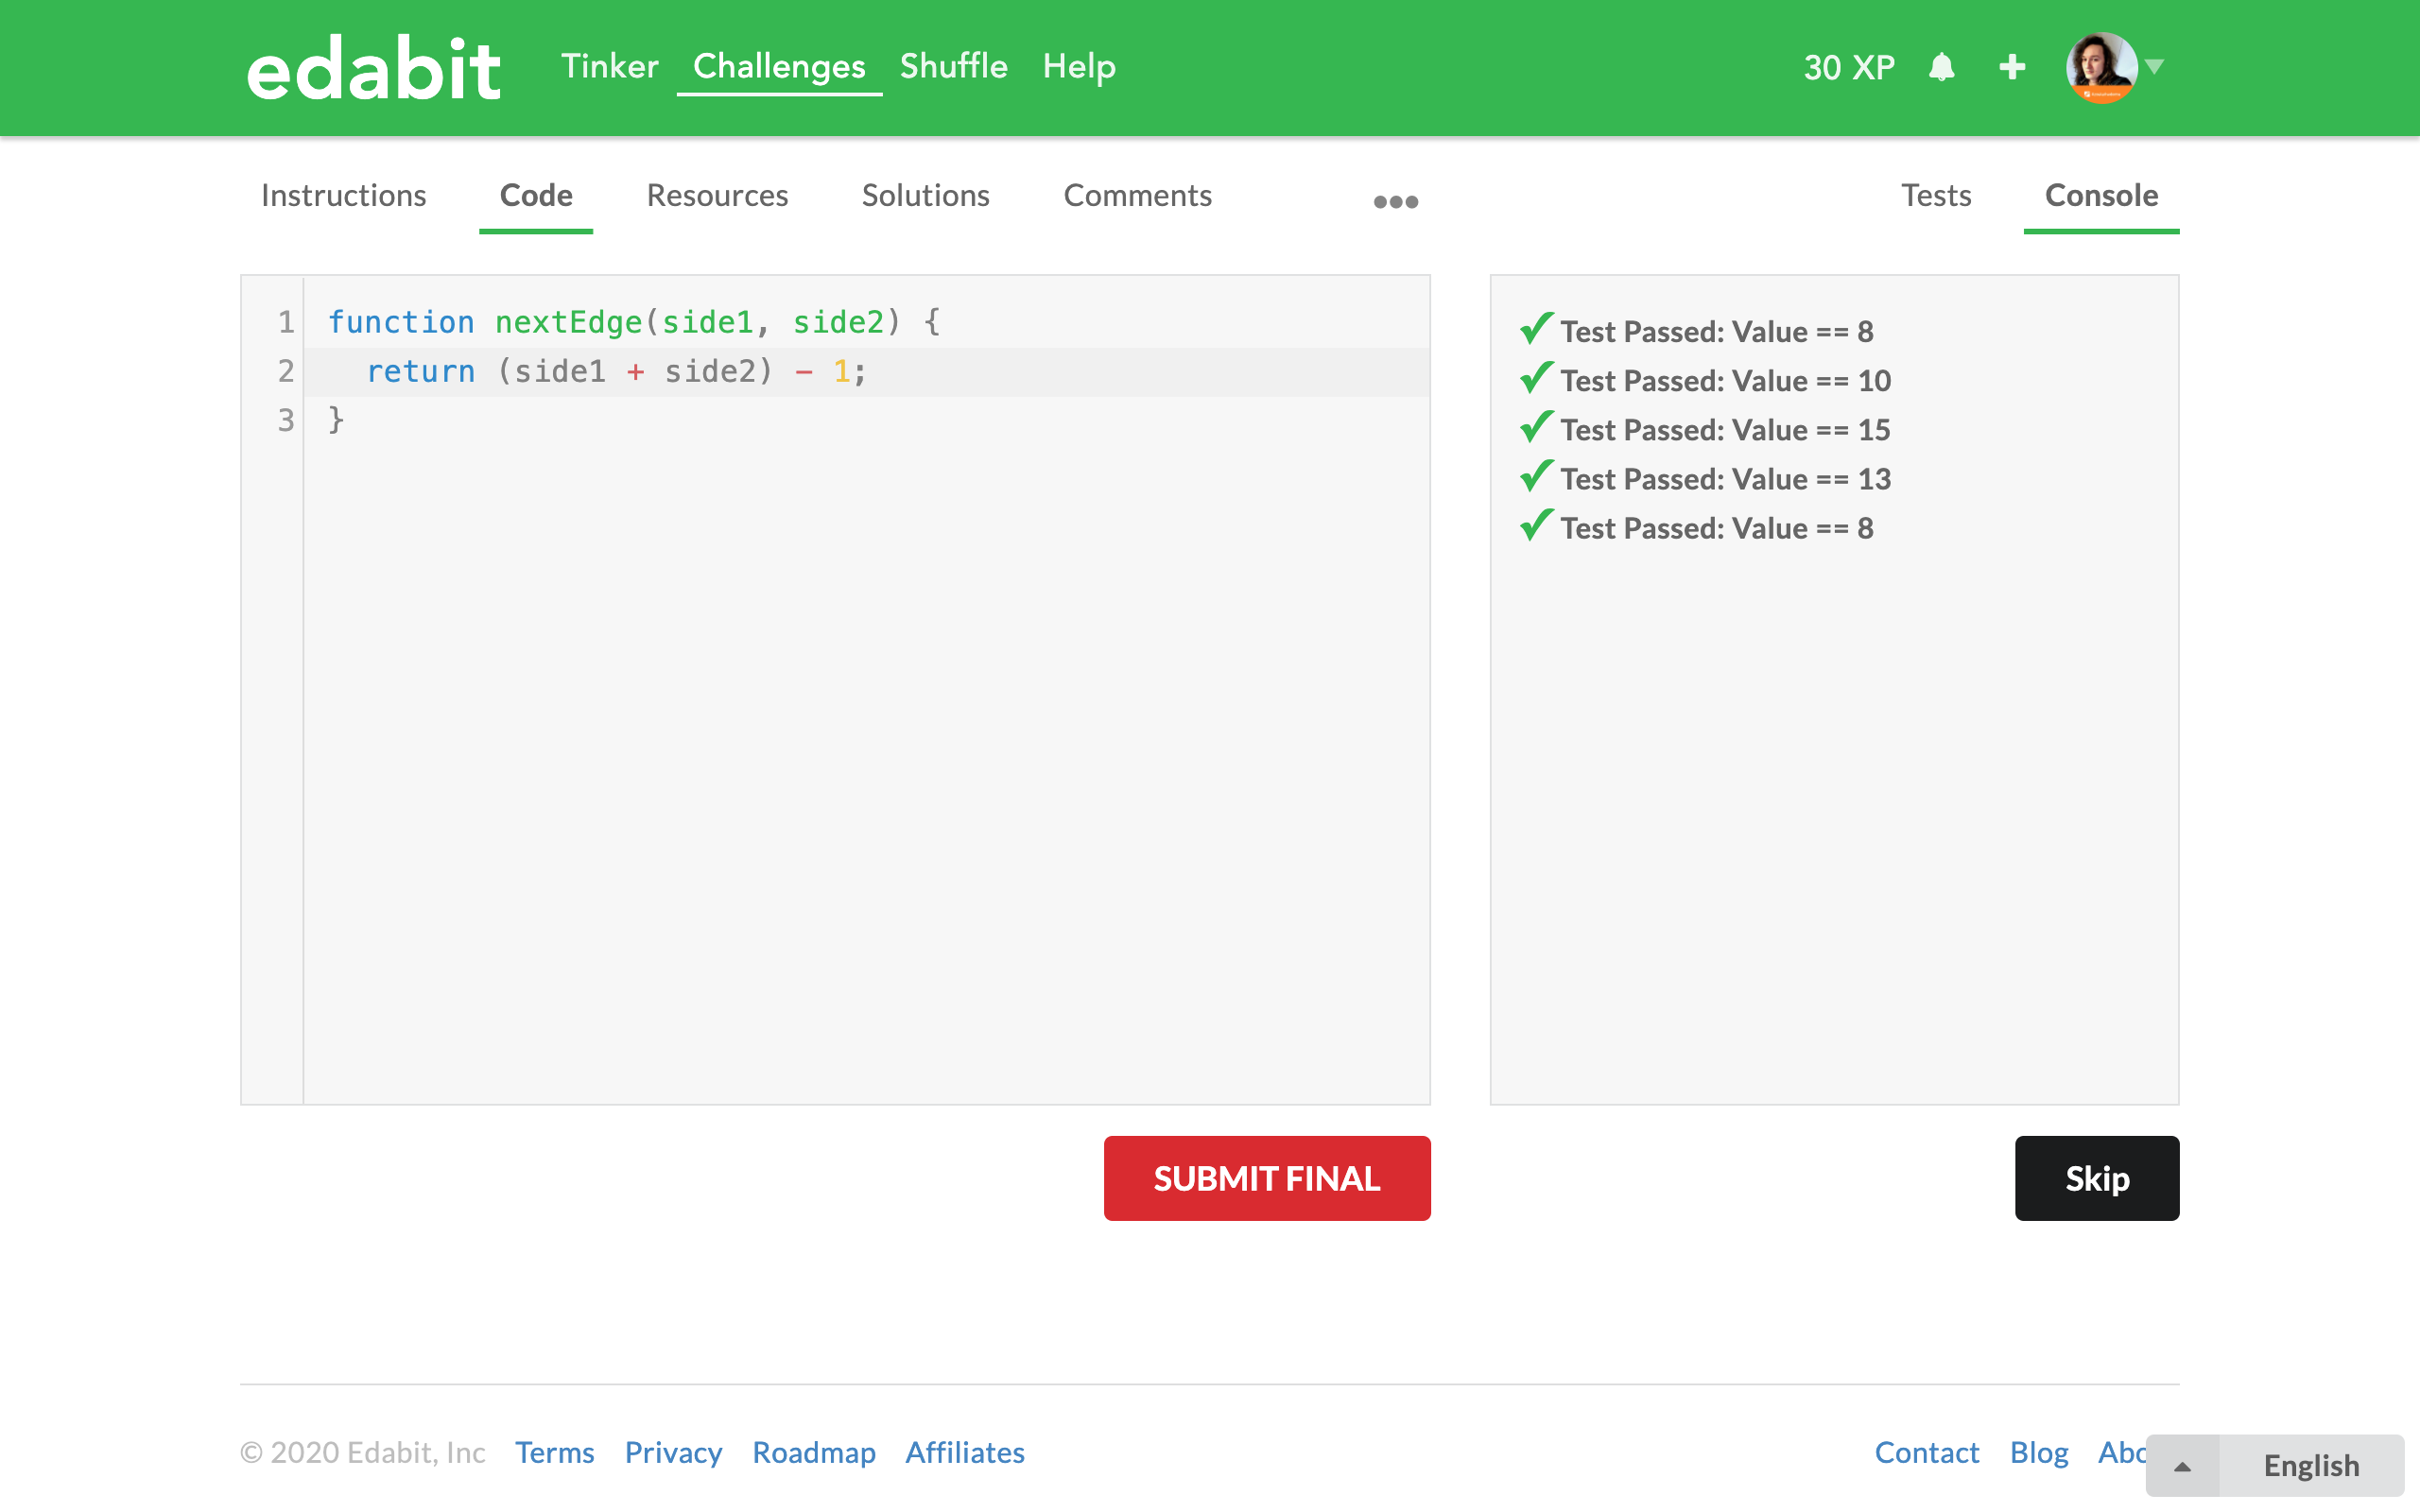 edabit Tinker Challenges Shuffle Help 30 XP
Instructions Code Resources Solutions Comments Tests Console
1 function nextEdge(side1, side2) {
2 return (side1 + side2) - 1;
3 }
Test Passed: Value == 8
Test Passed: Value == 10
Test Passed: Value == 15
Test Passed: Value == 13
Test Passed: Value == 8
SUBMIT FINAL Skip
© 2020 Edabit, Inc Terms Privacy Roadmap Affiliates Contact Blog Abo English